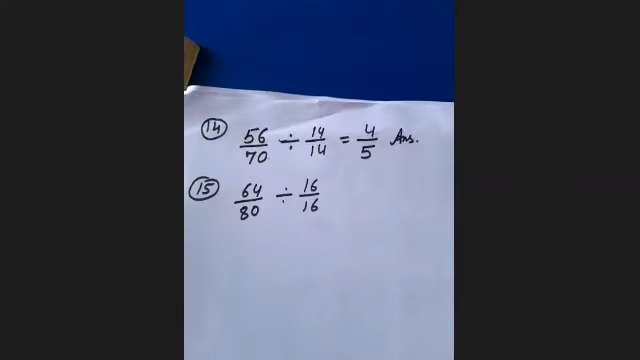 (14) 56/70 ÷ 14/14 = 4/5 Ans.
(15) 64/80 ÷ 16/16